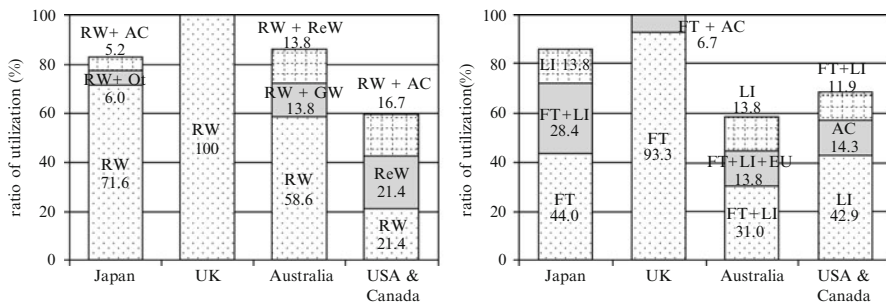 ratio of utilization (%)
100
80
60
40
20
0
RW+ AC
5.2
RW+ Ot
6.0
RW
71.6
RW
100
RW + ReW
13.8
RW + GW
13.8
RW
58.6
RW + AC
16.7
ReW
21.4
RW
21.4
Japan
UK
Australia
USA &
Canada
ratio of utilization(%)
100
80
60
40
20
0
LI 13.8
FT+LI
28.4
FT
44.0
FT + AC
6.7
FT
93.3
LI
13.8
FT+LI+EU
13.8
FT+LI
31.0
FT+LI
11.9
AC
14.3
LI
42.9
Japan
UK
Australia
USA &
Canada